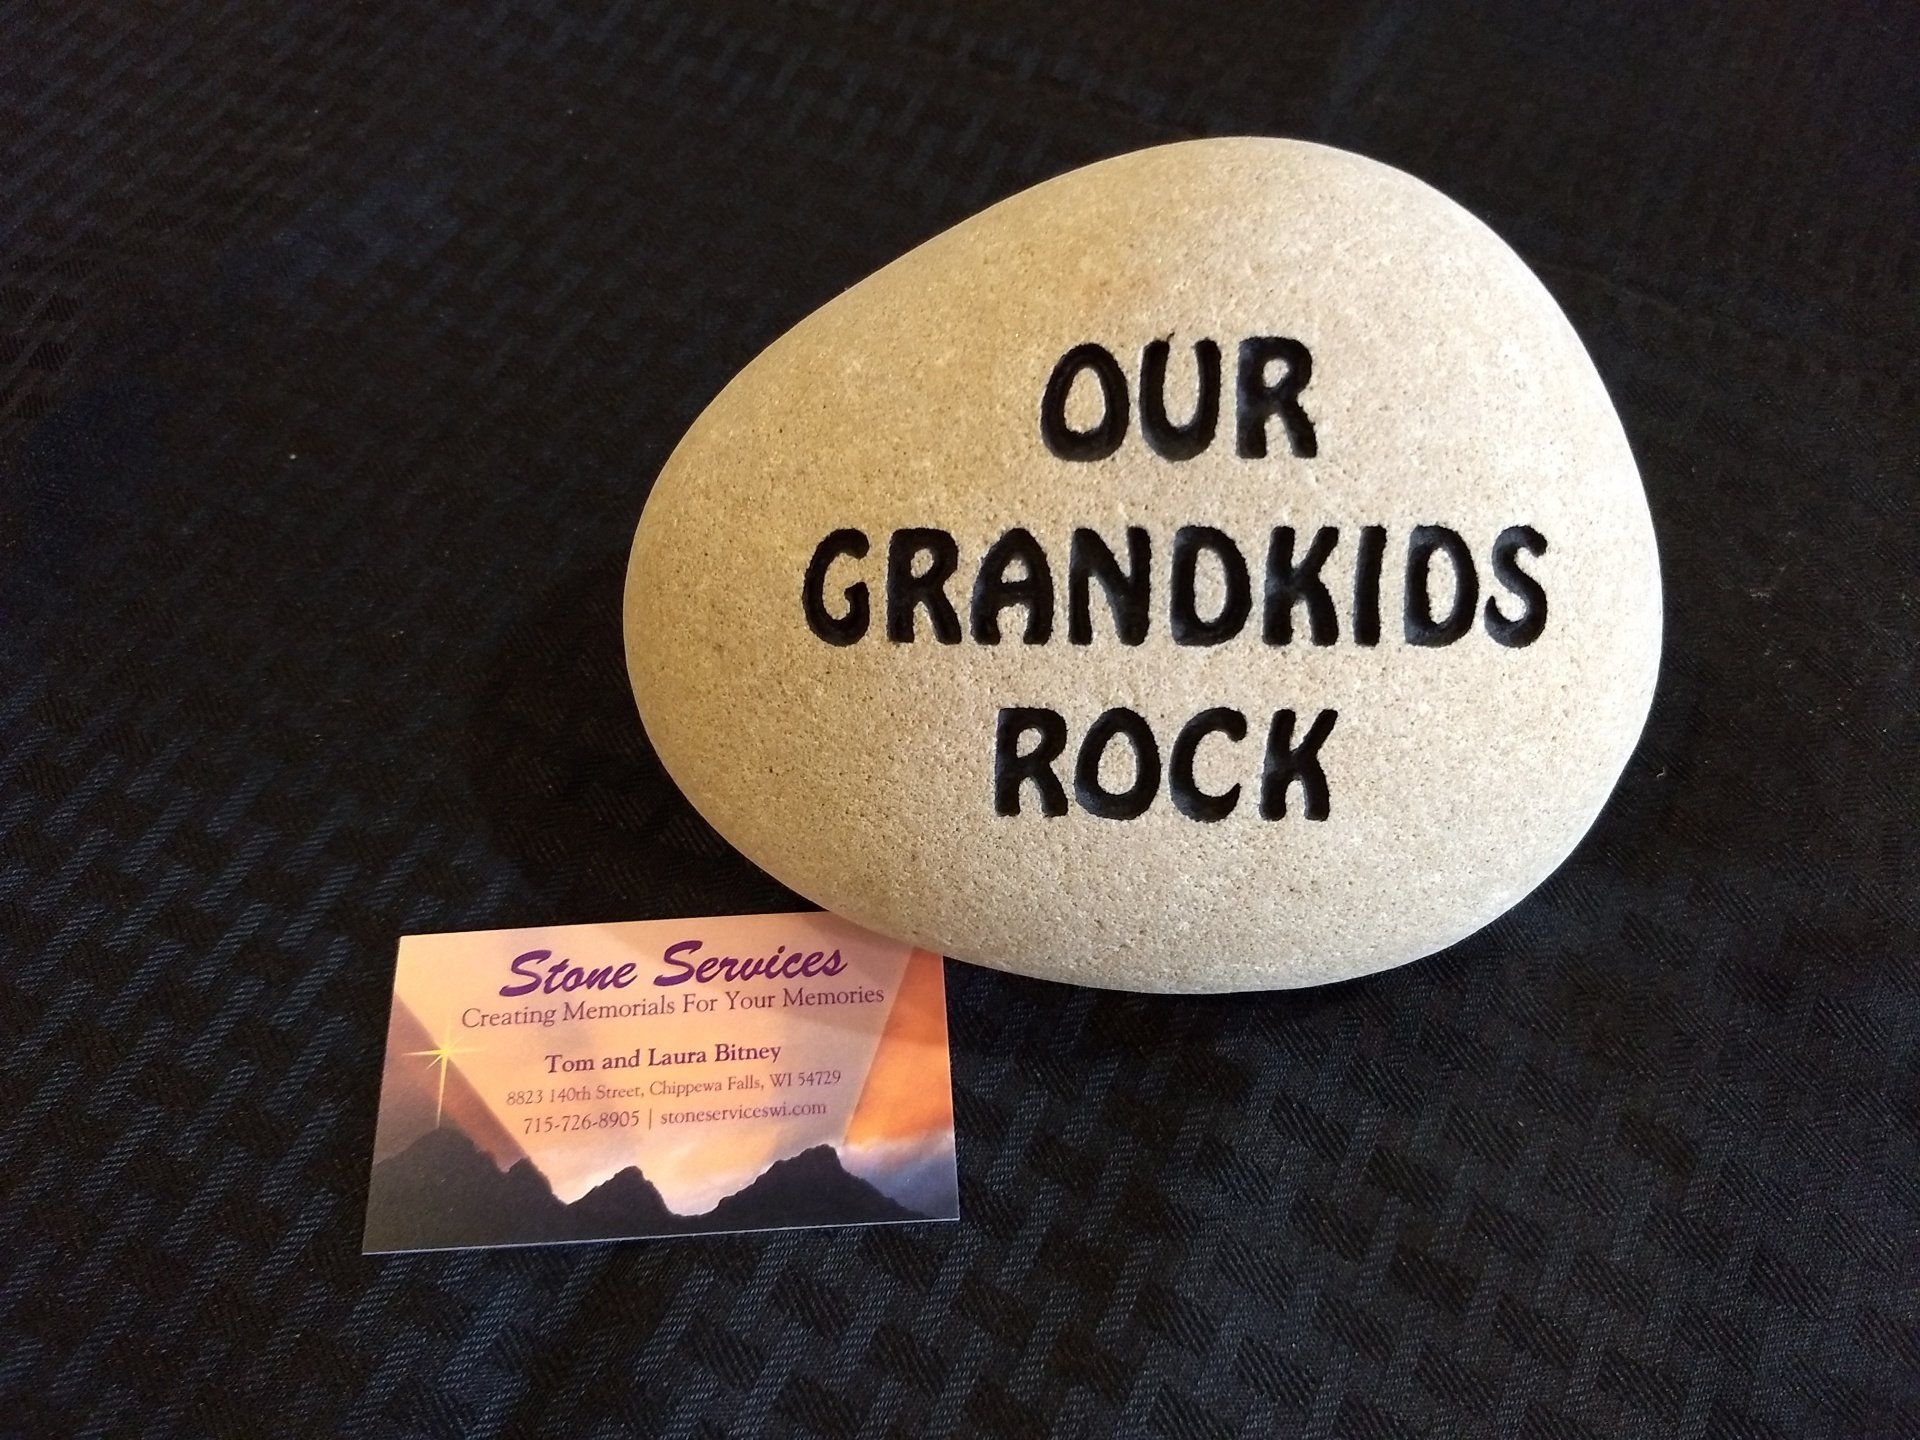 OUR
GRANDKIDS
ROCK
Stone Services
Creating Memorials For Your Memories
Tom and Laura Bitney
8823 140th Street, Chippewa Falls, WI 54729
715-726-8905 | stoneserviceswi.com